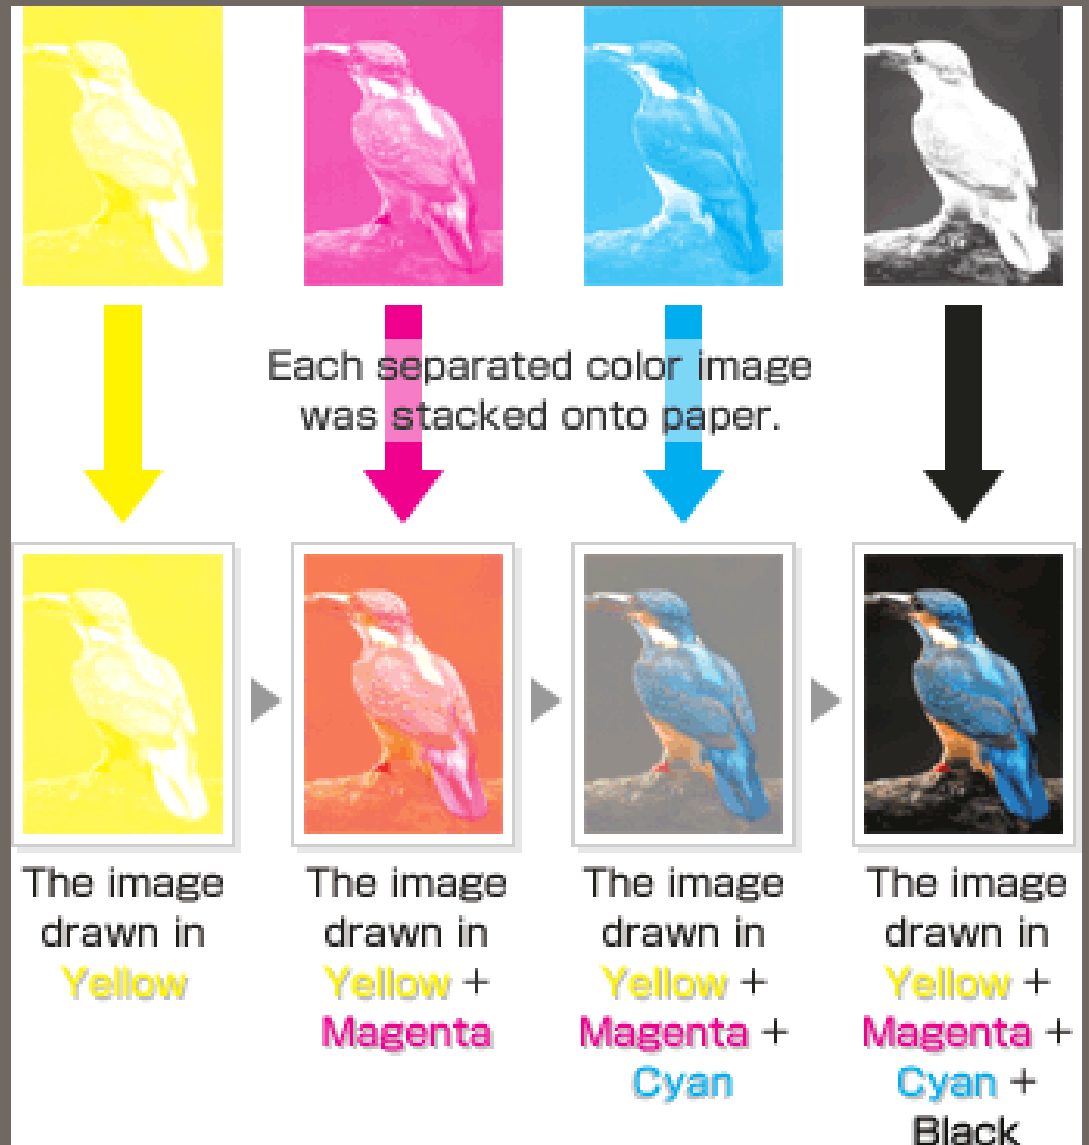 Each separated color image
was stacked onto paper.
The image
drawn in
Yellow
The image
drawn in
Yellow +
Magenta
The image
drawn in
Yellow +
Magenta +
Cyan
The image
drawn in
Yellow +
Magenta +
Cyan +
Black